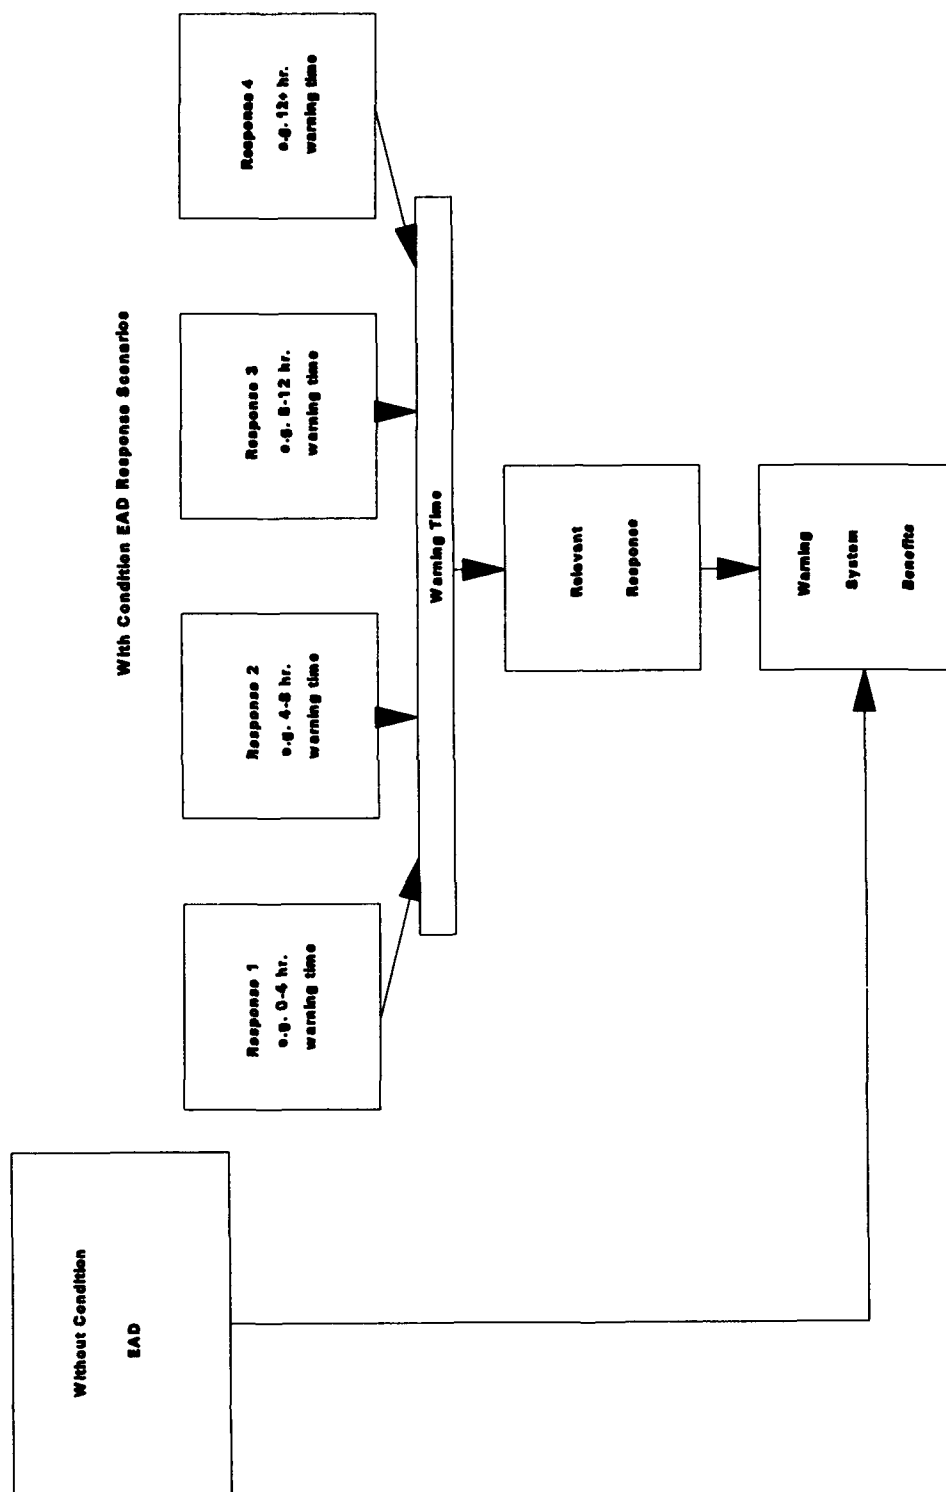 With Condition EAD Response Scenarios
Without Condition
EAD
Response 1
e.g. 0-4 hr.
warning time
Response 2
e.g. 4-8 hr.
warning time
Response 3
e.g. 8-12 hr.
warning time
Response 4
e.g. 12+ hr.
warning time
Warning Time
Relevant
Response
Warning
System
Benefits